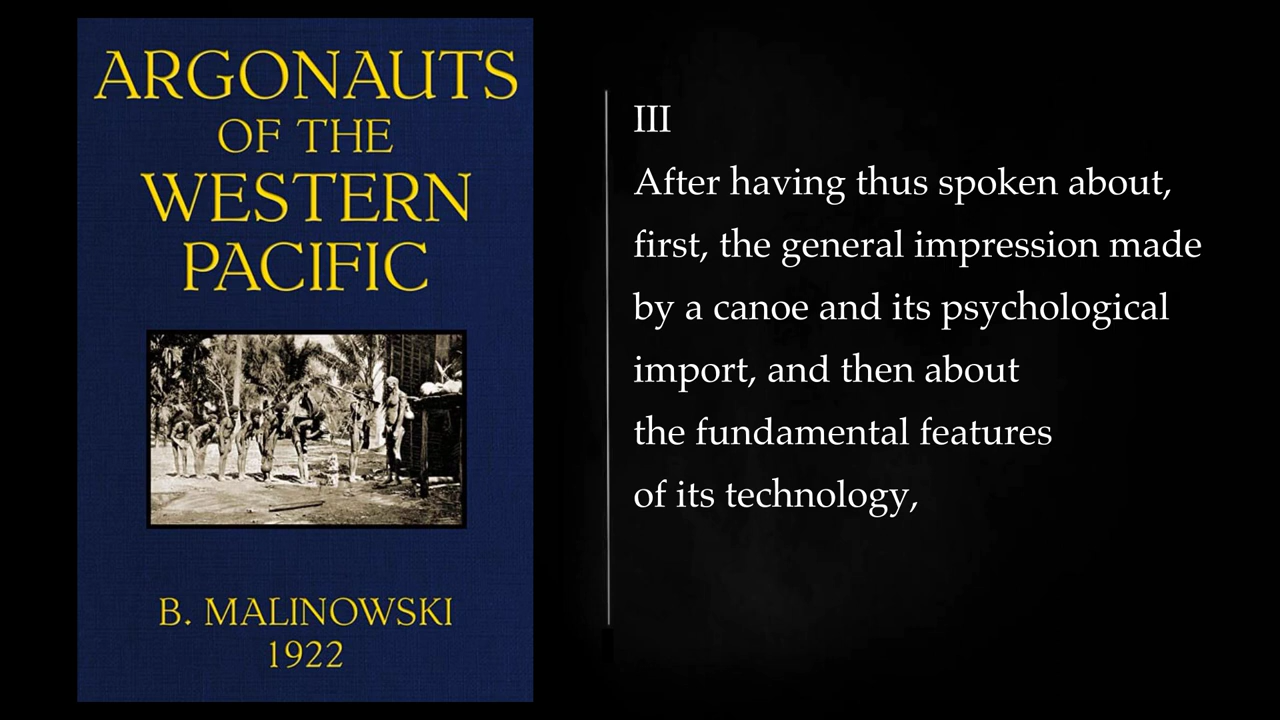 ARGONAUTS
OF THE
WESTERN
PACIFIC
B. MALINOWSKI
1922
III
After having thus spoken about,
first, the general impression made
by a canoe and its psychological
import, and then about
the fundamental features
of its technology,